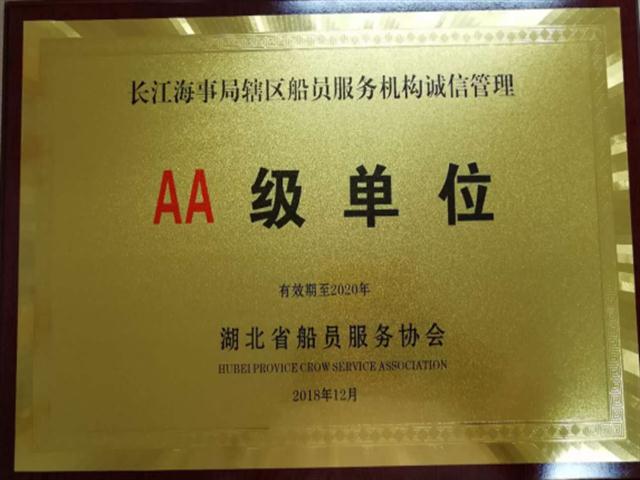 长江海事局辖区船员服务机构诚信管理
AA 级单位
有效期至2020年
湖北省船员服务协会
HUBEI PROVICE CROW SERVICE ASSOCIATION
2018年12月